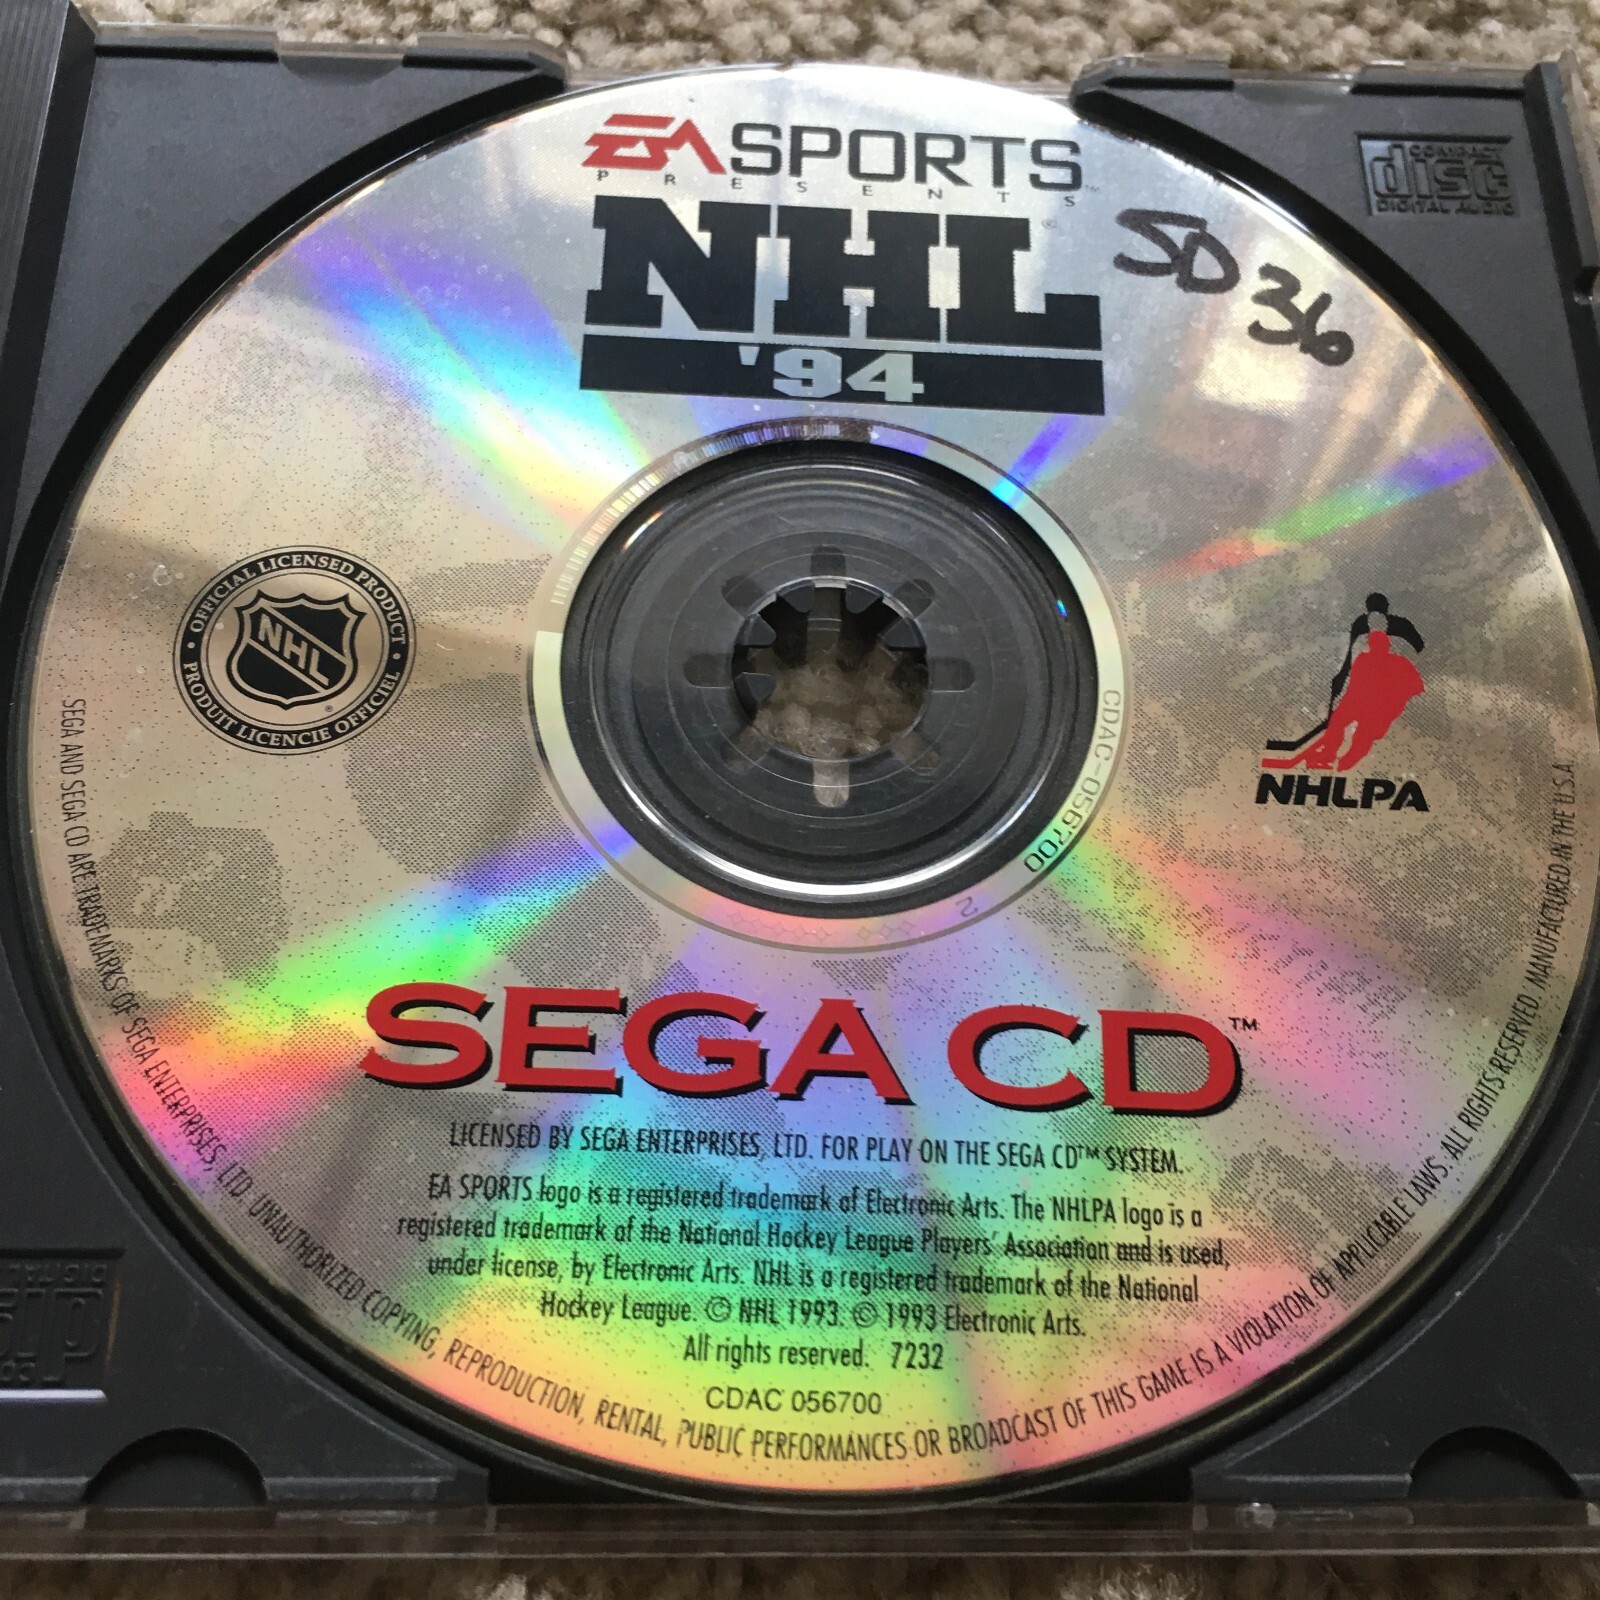 EA SPORTS™
PRESENTS
NHL®
'94
SD 36
COMPACT
disc
DIGITAL AUDIO
• OFFICIAL LICENSED PRODUCT •
NHL®
PRODUIT LICENCIE OFFICIEL
NHLPA
CDAC-056700
2
SEGA CD™
LICENSED BY SEGA ENTERPRISES, LTD. FOR PLAY ON THE SEGA CD™ SYSTEM.
EA SPORTS logo is a registered trademark of Electronic Arts. The NHLPA logo is a
registered trademark of the National Hockey League Players' Association and is used,
under license, by Electronic Arts. NHL is a registered trademark of the National
Hockey League. © NHL 1993. © 1993 Electronic Arts.
All rights reserved. 7232
CDAC 056700
SEGA AND SEGA CD ARE TRADEMARKS OF SEGA ENTERPRISES, LTD. UNAUTHORIZED COPYING, REPRODUCTION, RENTAL, PUBLIC PERFORMANCES OR BROADCAST OF THIS GAME IS A VIOLATION OF APPLICABLE LAWS. ALL RIGHTS RESERVED. MANUFACTURED IN THE U.S.A.